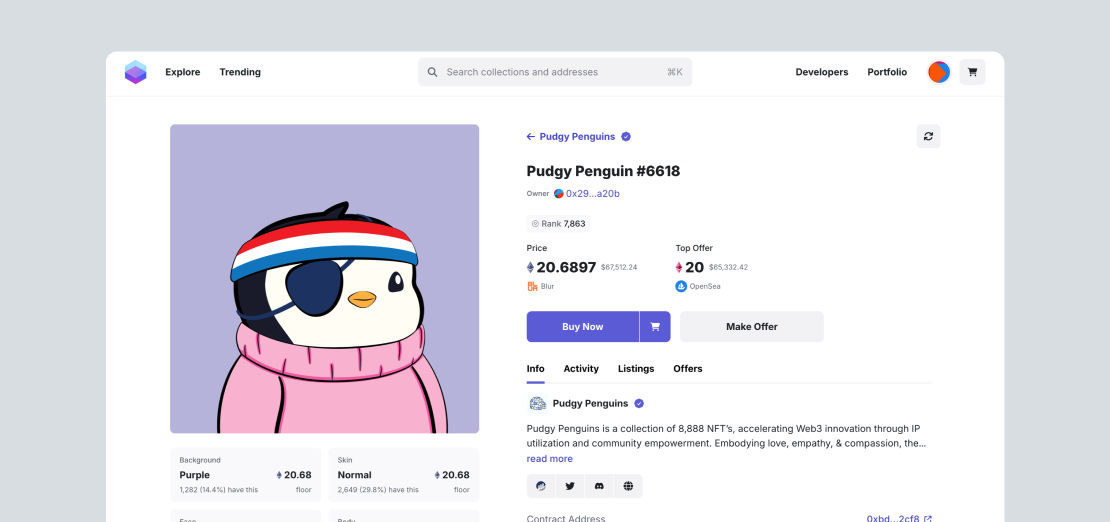 Explore
Trending
Search collections and addresses
⌘K
Developers
Portfolio
← Pudgy Penguins
Pudgy Penguin #6618
Owner 0x29...a20b
Rank 7,863
Price
20.6897 $67,512.24
Blur
Top Offer
20 $65,332.42
OpenSea
Buy Now
Make Offer
Info
Activity
Listings
Offers
Pudgy Penguins
Pudgy Penguins is a collection of 8,888 NFT's, accelerating Web3 innovation through IP
utilization and community empowerment. Embodying love, empathy, & compassion, the...
read more
Contract Address
0xbd...2cf8
Background
Purple 20.68
1,282 (14.4%) have this floor
Skin
Normal 20.68
2,649 (29.8%) have this floor
Face
Body